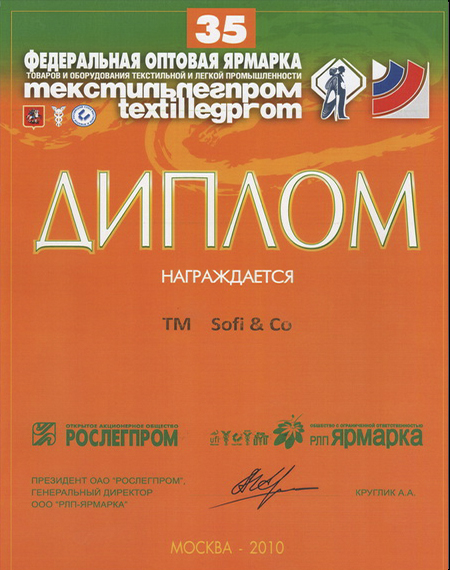 35
ФЕДЕРАЛЬНАЯ ОПТОВАЯ ЯРМАРКА
ТОВАРОВ И ОБОРУДОВАНИЯ ТЕКСТИЛЬНОЙ И ЛЕГКОЙ ПРОМЫШЛЕННОСТИ
текстильлегпром
textillegprom
ДИПЛОМ
НАГРАЖДАЕТСЯ
TM Sofi & Co
ОТКРЫТОЕ АКЦИОНЕРНОЕ ОБЩЕСТВО
РОСЛЕГПРОМ
ОБЩЕСТВО С ОГРАНИЧЕННОЙ ОТВЕТСТВЕННОСТЬЮ
РЛП ЯРМАРКА
ПРЕЗИДЕНТ ОАО "РОСЛЕГПРОМ",
ГЕНЕРАЛЬНЫЙ ДИРЕКТОР
ООО "РЛП-ЯРМАРКА"
КРУГЛИК А.А.
МОСКВА - 2010